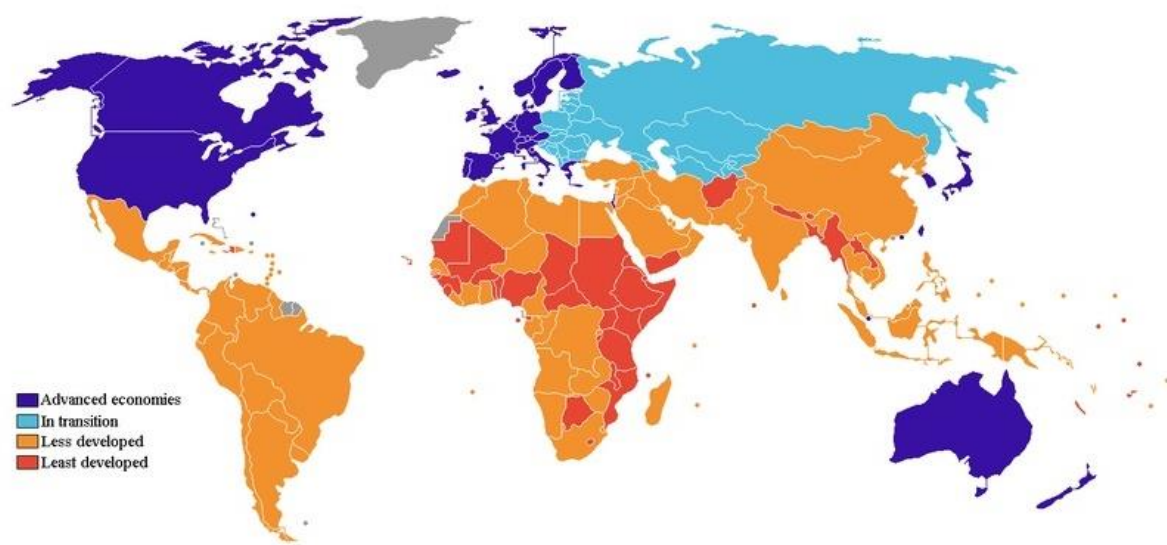 Advanced economies
In transition
Less developed
Least developed